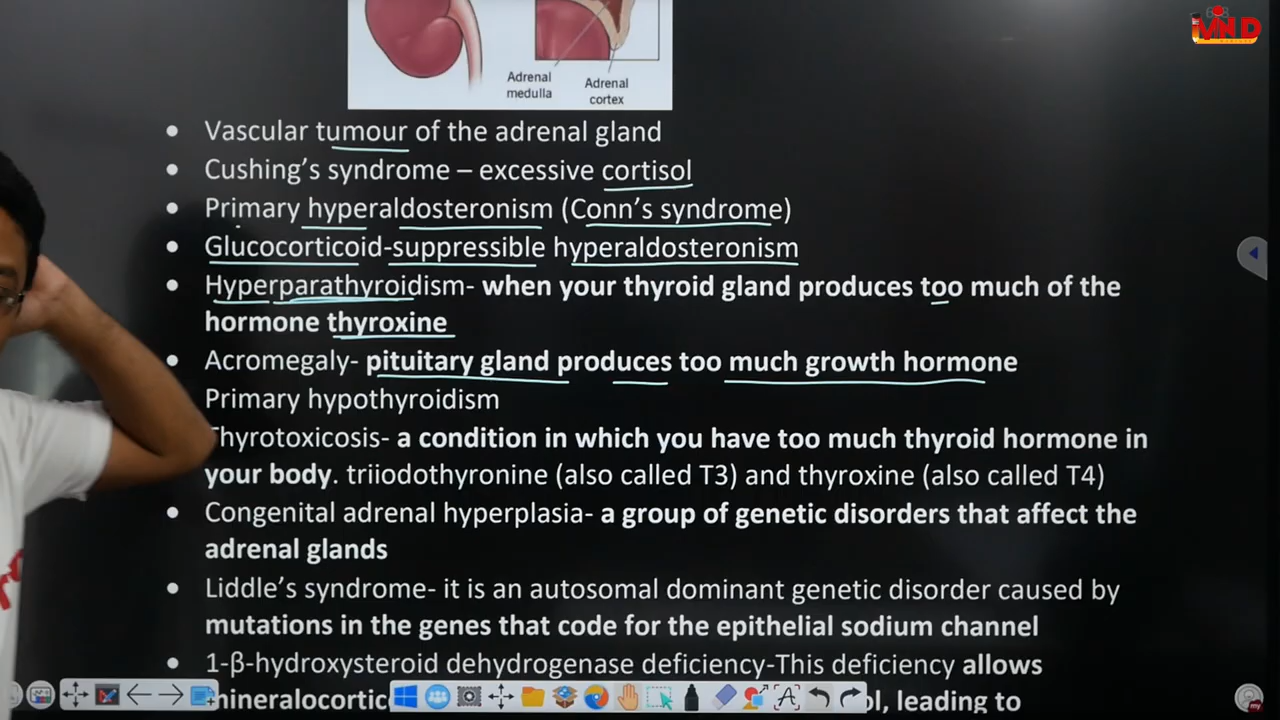 MVN D
Adrenal medulla
Adrenal cortex
• Vascular tumour of the adrenal gland
• Cushing’s syndrome – excessive cortisol
• Primary hyperaldosteronism (Conn’s syndrome)
• Glucocorticoid-suppressible hyperaldosteronism
• Hyperparathyroidism- when your thyroid gland produces too much of the
hormone thyroxine
• Acromegaly- pituitary gland produces too much growth hormone
Primary hypothyroidism
Thyrotoxicosis- a condition in which you have too much thyroid hormone in
your body. triiodothyronine (also called T3) and thyroxine (also called T4)
• Congenital adrenal hyperplasia- a group of genetic disorders that affect the
adrenal glands
• Liddle’s syndrome- it is an autosomal dominant genetic disorder caused by
mutations in the genes that code for the epithelial sodium channel
• 1-β-hydroxysteroid dehydrogenase deficiency-This deficiency allows
leading to